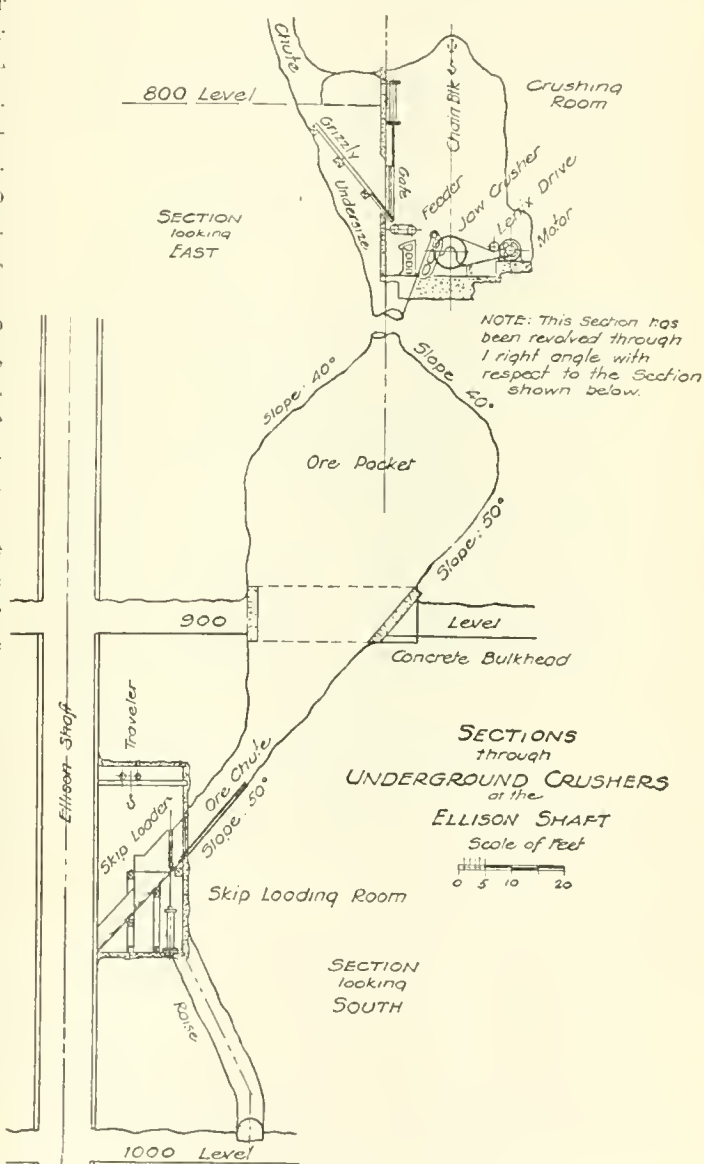 Chute
800 Level
Crushing
Room
Chain Blk
Grizzly
Undersize
Gate
Feeder
Jaw Crusher
Lenix Drive
Motor
SECTION
looking
EAST
NOTE: This Section has
been revolved through
1 right angle with
respect to the Section
shown below.
Slope: 40°
Slope 40°
Ore Pocket
Slope: 50°
900
Level
Concrete Bulkhead
Ellison Shaft
Traveler
Ore Chute
Slope: 50°
Skip Loader
SECTIONS
through
UNDERGROUND CRUSHERS
at the
ELLISON SHAFT
Scale of Feet
0 5 10 20
Skip Loading Room
SECTION
looking
SOUTH
Raise
1000 Level